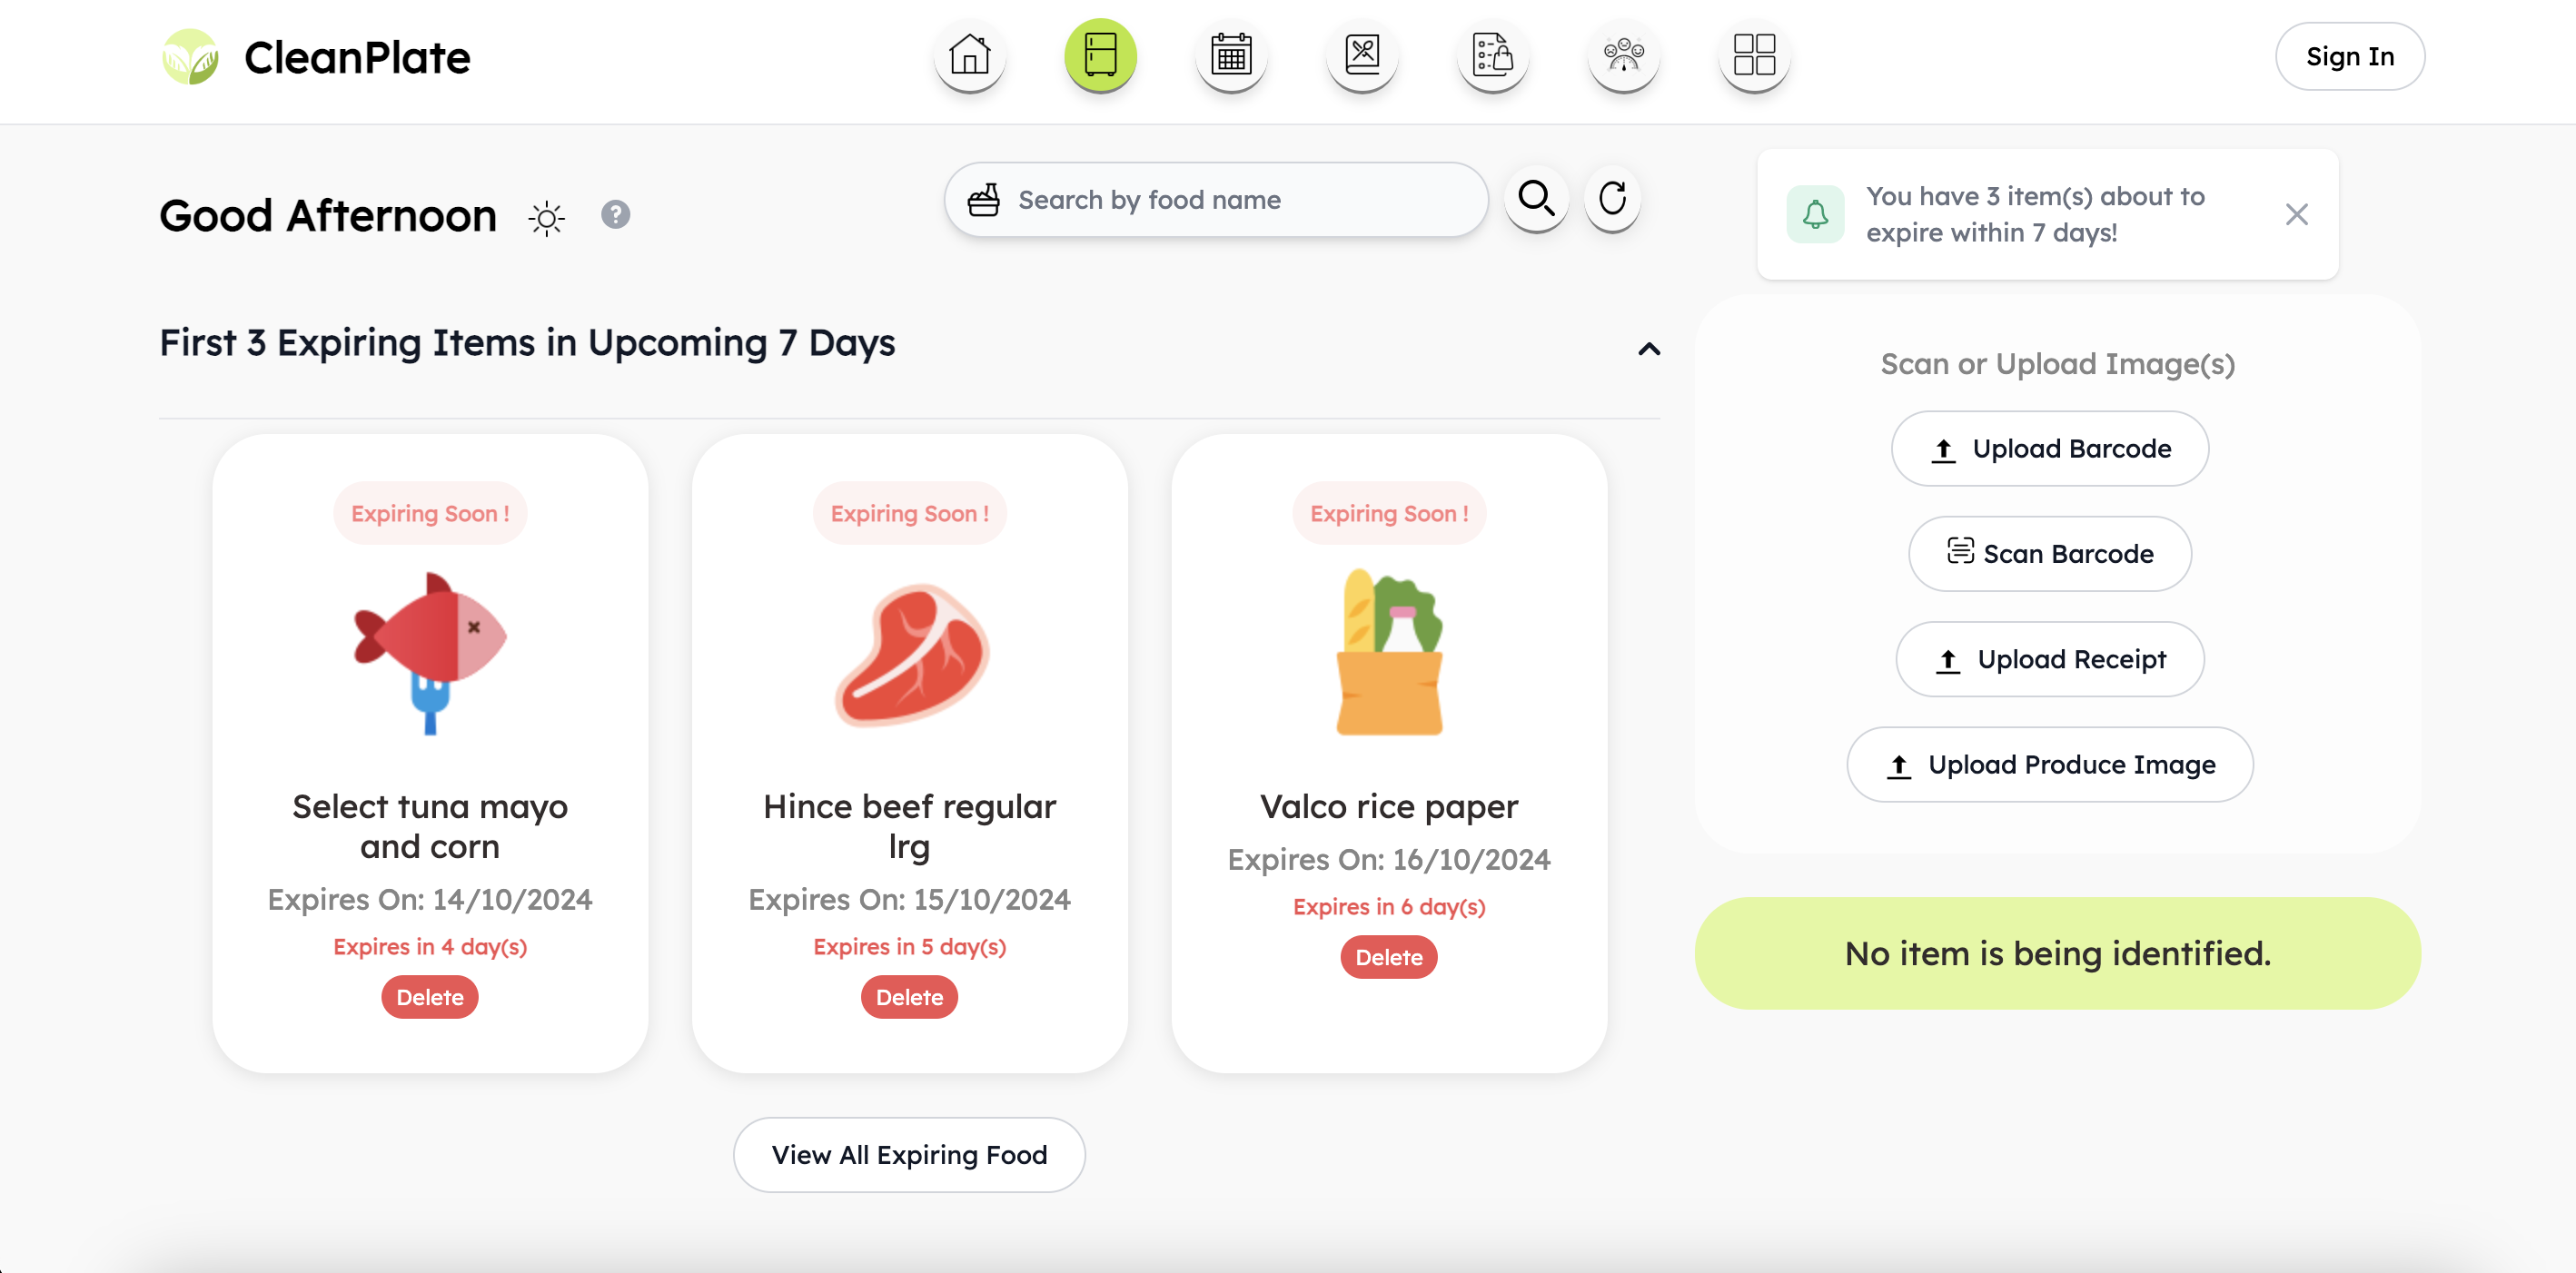 CleanPlate
Sign In
Good Afternoon
?
Search by food name
You have 3 item(s) about to
expire within 7 days!
First 3 Expiring Items in Upcoming 7 Days
Expiring Soon !
Select tuna mayo
and corn
Expires On: 14/10/2024
Expires in 4 day(s)
Delete
Expiring Soon !
Hince beef regular
lrg
Expires On: 15/10/2024
Expires in 5 day(s)
Delete
Expiring Soon !
Valco rice paper
Expires On: 16/10/2024
Expires in 6 day(s)
Delete
View All Expiring Food
Scan or Upload Image(s)
Upload Barcode
Scan Barcode
Upload Receipt
Upload Produce Image
No item is being identified.